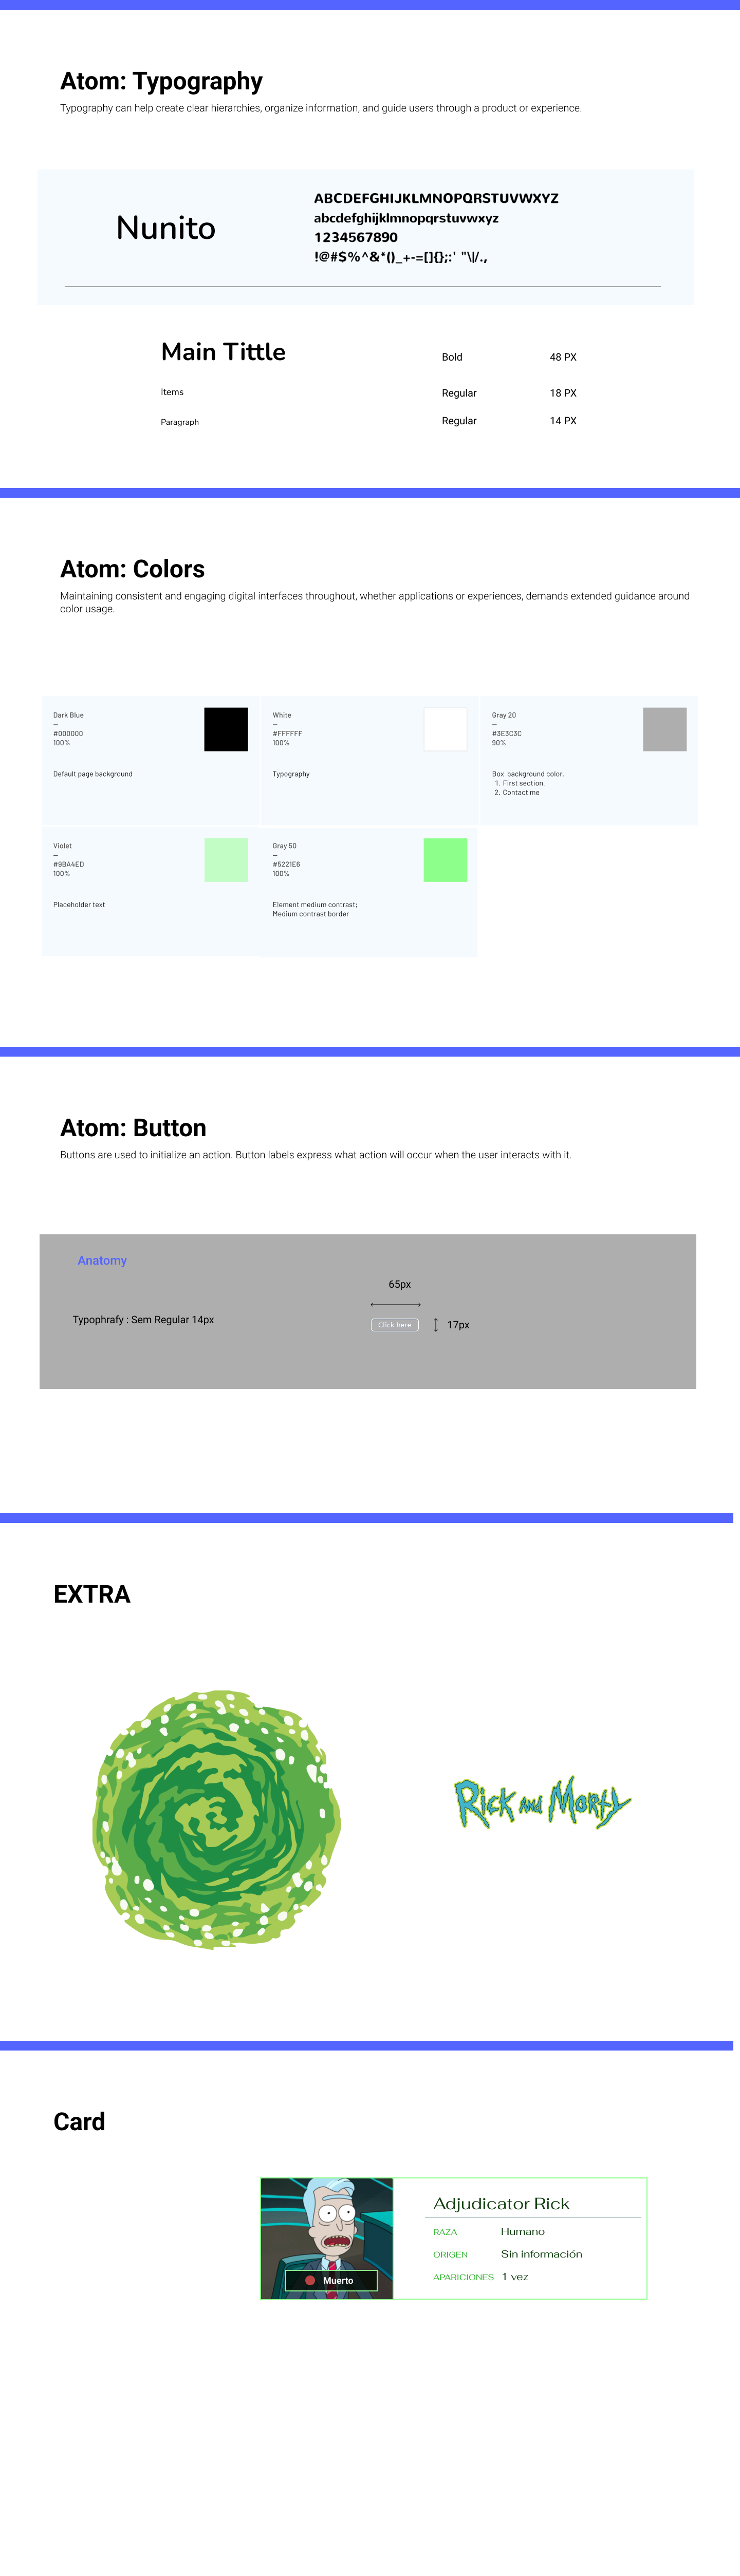 Atom: Typography
Typography can help create clear hierarchies, organize information, and guide users through a product or experience.
Nunito
ABCDEFGHIJKLMNOPQRSTUVWXYZ
abcdefghijklmnopqrstuvwxyz
1234567890
!@#$%^&*()_+-=[]{};:' "\|/.,
Main Tittle
Bold
48 PX
Items
Regular
18 PX
Paragraph
Regular
14 PX
Atom: Colors
Maintaining consistent and engaging digital interfaces throughout, whether applications or experiences, demands extended guidance around
color usage.
Dark Blue
—
#000000
100%
Default page background
White
—
#FFFFFF
100%
Typography
Gray 20
—
#3E3C3C
90%
Box background color.
1. First section.
2. Contact me
Violet
—
#9BA4ED
100%
Placeholder text
Gray 50
—
#5221E6
100%
Element medium contrast;
Medium contrast border
Atom: Button
Buttons are used to initialize an action. Button labels express what action will occur when the user interacts with it.
Anatomy
65px
Typophrafy : Sem Regular 14px
Click here
17px
EXTRA
Rick and Morty
Card
Adjudicator Rick
RAZA
Humano
ORIGEN
Sin información
APARICIONES
1 vez
Muerto